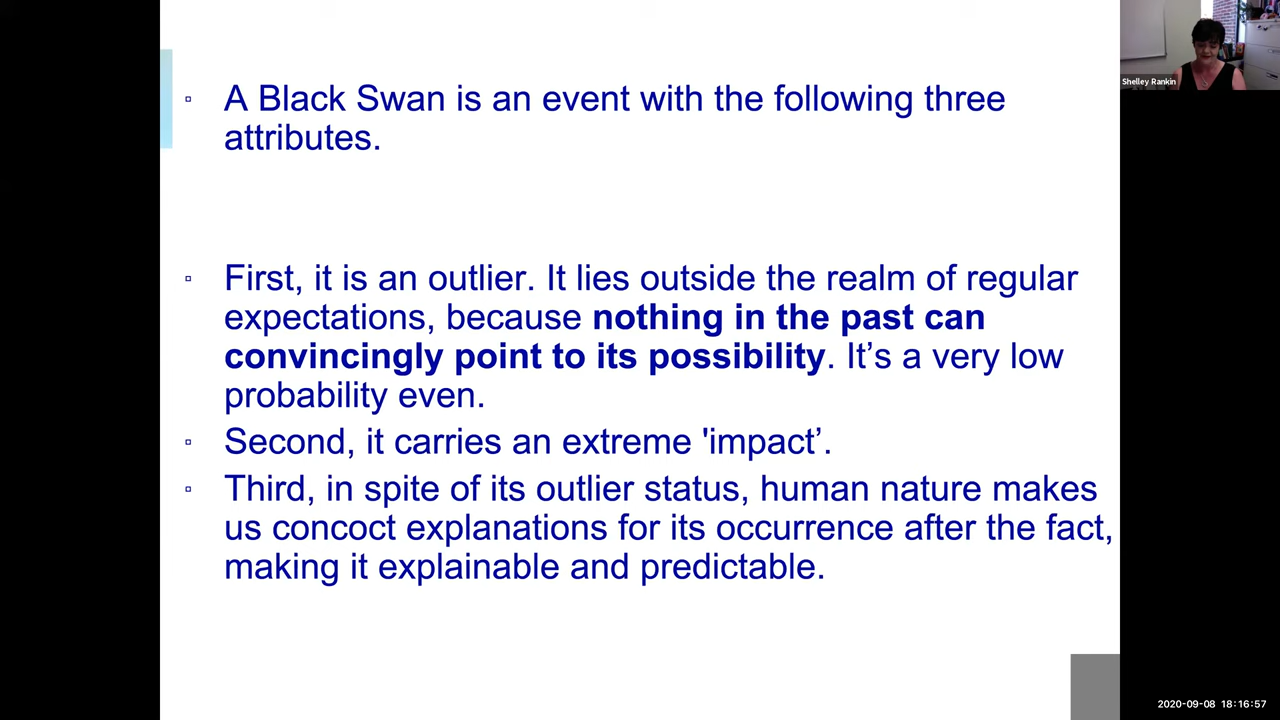 A Black Swan is an event with the following three
attributes.
First, it is an outlier. It lies outside the realm of regular
expectations, because nothing in the past can
convincingly point to its possibility. It’s a very low
probability even.
Second, it carries an extreme 'impact’.
Third, in spite of its outlier status, human nature makes
us concoct explanations for its occurrence after the fact,
making it explainable and predictable.
Shelley Rankin
2020-09-08 18:16:57